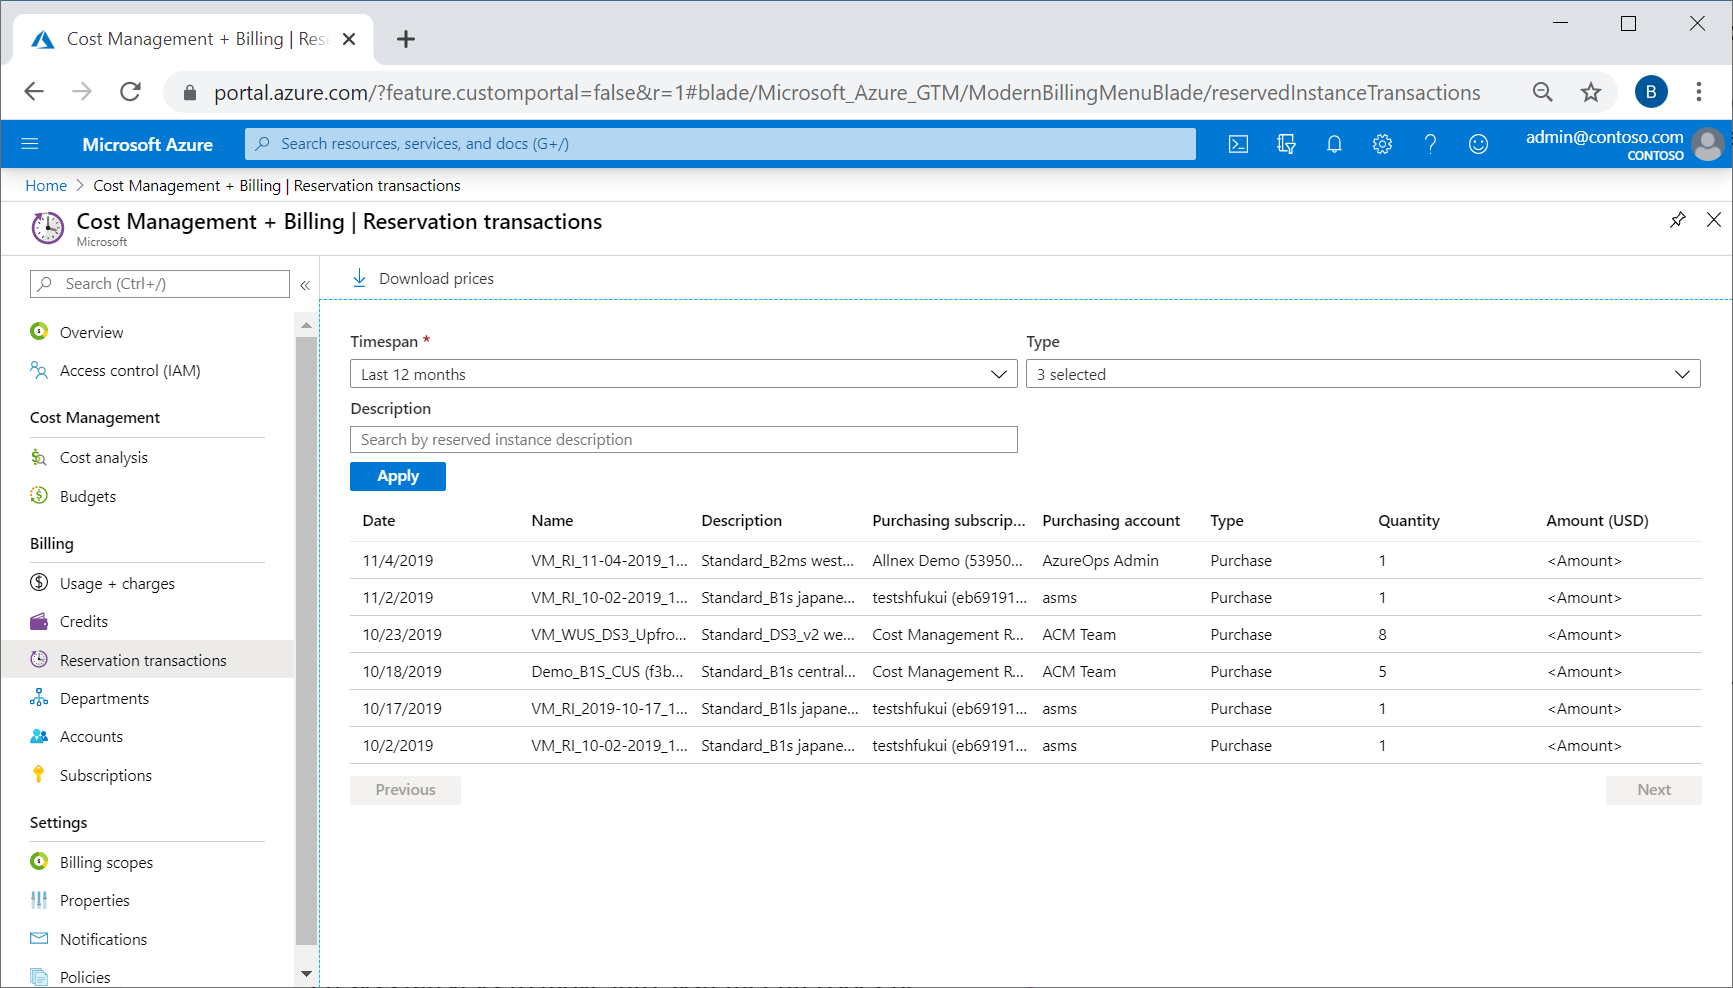 Cost Management + Billing | Rese
portal.azure.com/?feature.customportal=false&r=1#blade/Microsoft_Azure_GTM/ModernBillingMenuBlade/reservedInstanceTransactions
B
Microsoft Azure
Search resources, services, and docs (G+/)
admin@contoso.com
CONTOSO
Home > Cost Management + Billing | Reservation transactions
Cost Management + Billing | Reservation transactions
Microsoft
Search (Ctrl+/)
«
Overview
Access control (IAM)
Cost Management
Cost analysis
Budgets
Billing
Usage + charges
Credits
Reservation transactions
Departments
Accounts
Subscriptions
Settings
Billing scopes
Properties
Notifications
Policies
Download prices
Timespan *
Last 12 months
Type
3 selected
Description
Search by reserved instance description
Apply
Date Name Description Purchasing subscrip... Purchasing account Type Quantity Amount (USD)
11/4/2019 VM_RI_11-04-2019_1... Standard_B2ms west... Allnex Demo (53950... AzureOps Admin Purchase 1 <Amount>
11/2/2019 VM_RI_10-02-2019_1... Standard_B1s japane... testshfukui (eb69191... asms Purchase 1 <Amount>
10/23/2019 VM_WUS_DS3_Upfro... Standard_DS3_v2 we... Cost Management R... ACM Team Purchase 8 <Amount>
10/18/2019 Demo_B1S_CUS (f3b... Standard_B1s central... Cost Management R... ACM Team Purchase 5 <Amount>
10/17/2019 VM_RI_2019-10-17_1... Standard_B1ls japane... testshfukui (eb69191... asms Purchase 1 <Amount>
10/2/2019 VM_RI_10-02-2019_1... Standard_B1s japane... testshfukui (eb69191... asms Purchase 1 <Amount>
Previous
Next